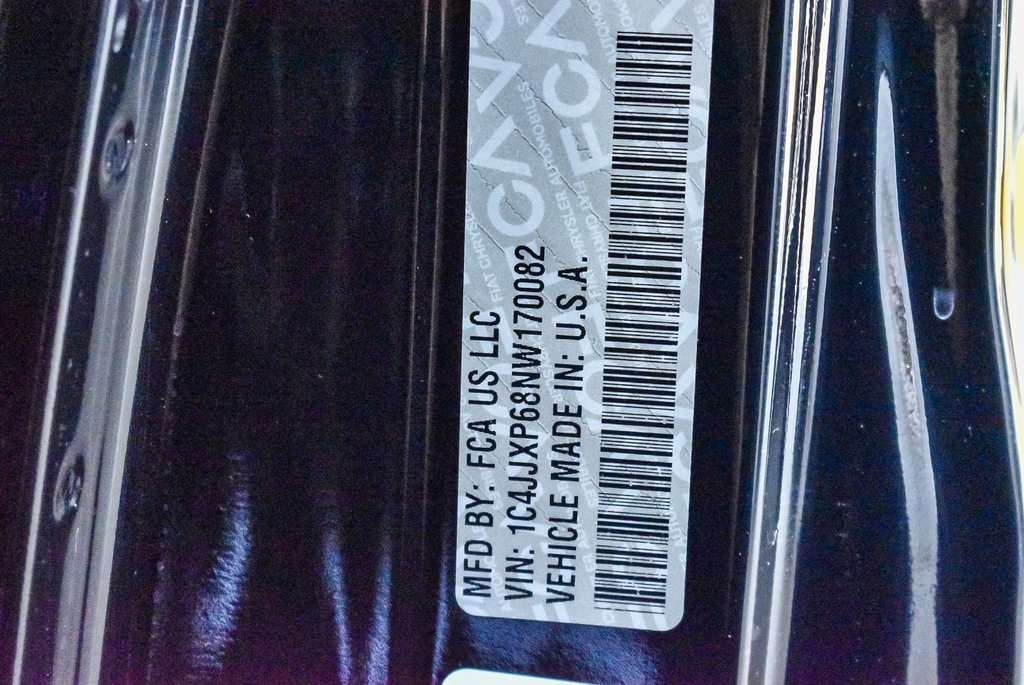 MFD BY: FCA US LLC
VIN: 1C4JJXP68NW170082
VEHICLE MADE IN: U.S.A.